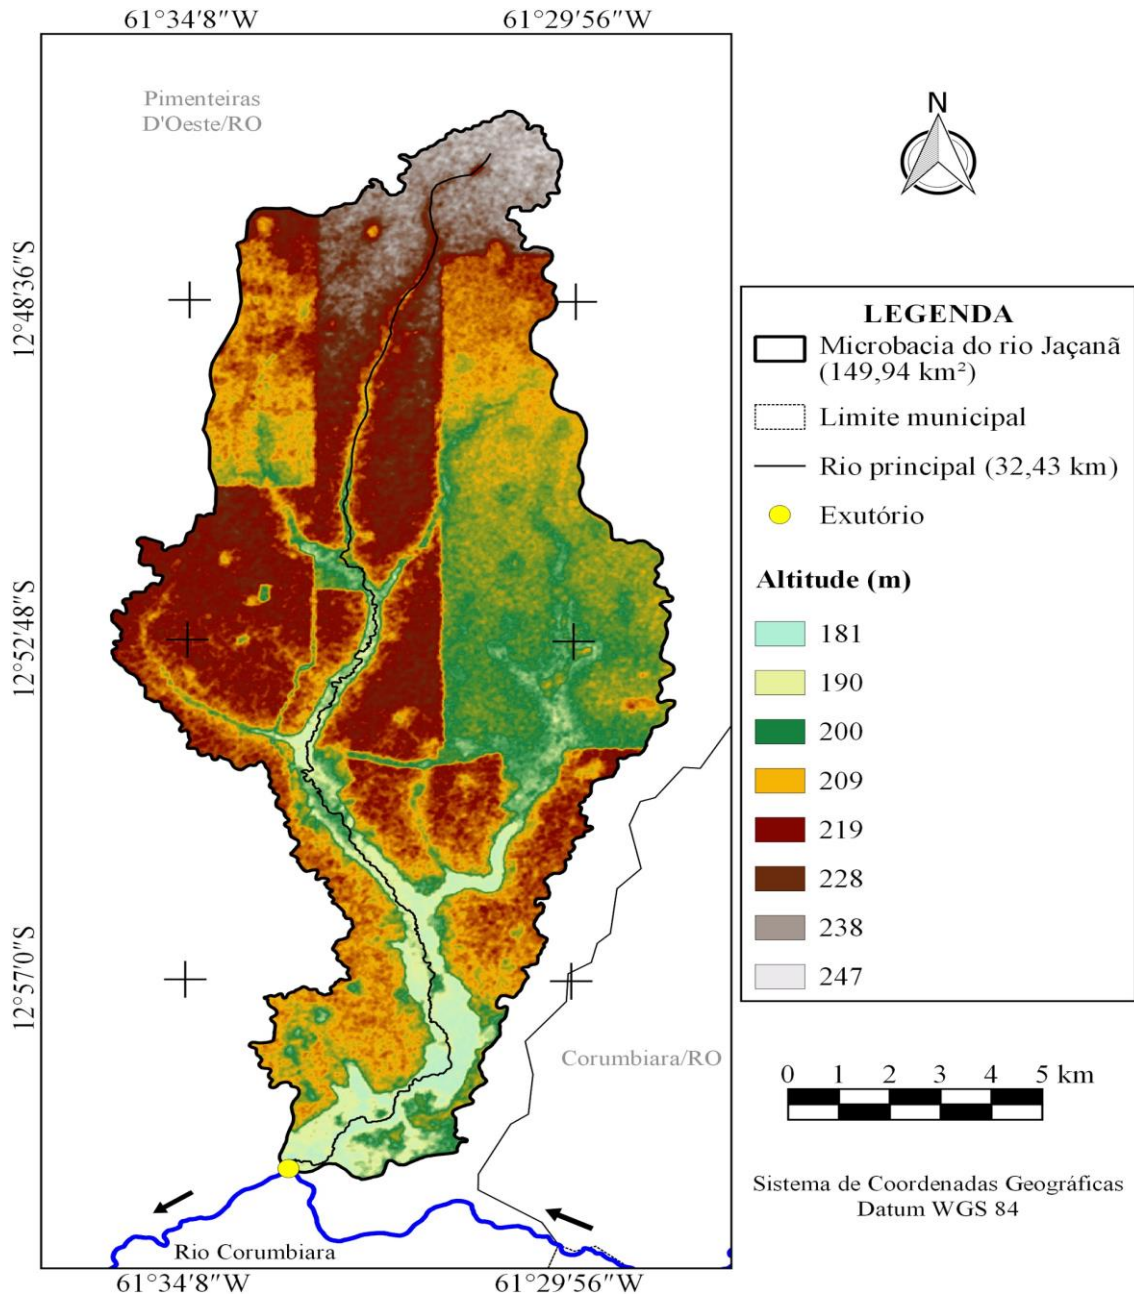 61°34'8"W
61°29'56"W
Pimenteiras
D'Oeste/RO
N
12°48'36"S
12°52'48"S
12°57'0"S
LEGENDA
Microbacia do rio Jaçanã
(149,94 km²)
Limite municipal
Rio principal (32,43 km)
Exutório
Altitude (m)
181
190
200
209
219
228
238
247
Corumbiara/RO
0 1 2 3 4 5 km
Sistema de Coordenadas Geográficas
Datum WGS 84
Rio Corumbiara
61°34'8"W
61°29'56"W